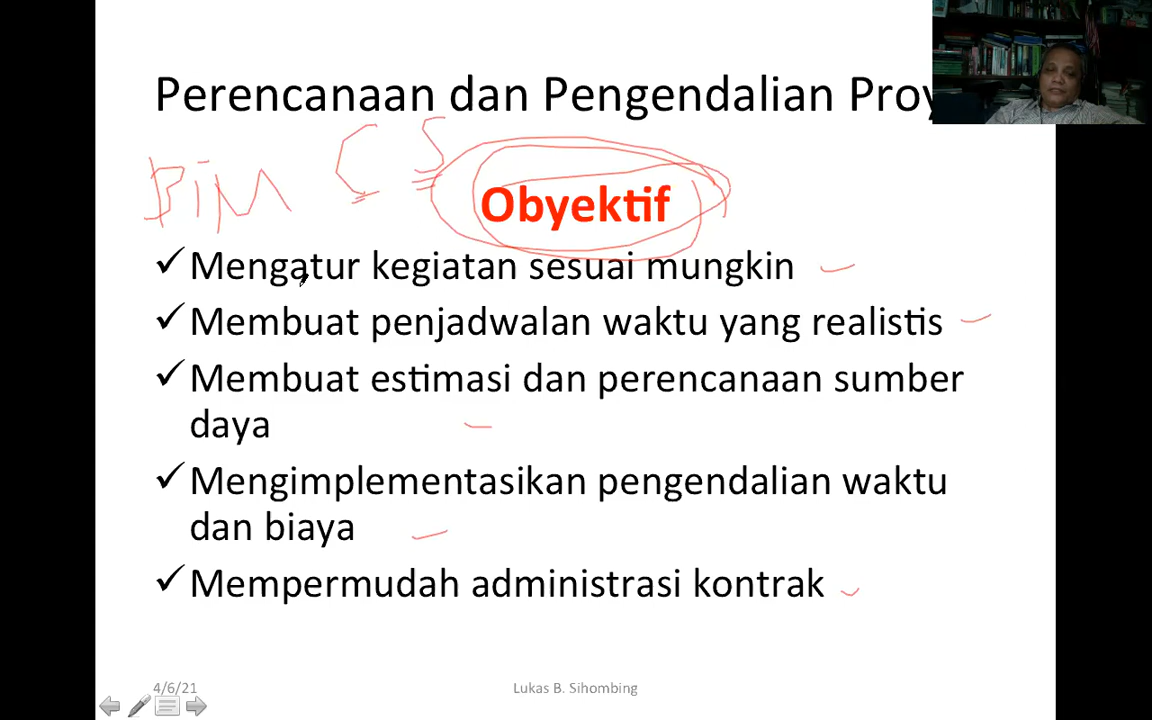 Perencanaan dan Pengendalian Proy
BIM C S
Obyektif
✓ Mengatur kegiatan sesuai mungkin
✓ Membuat penjadwalan waktu yang realistis
✓ Membuat estimasi dan perencanaan sumber
daya
✓ Mengimplementasikan pengendalian waktu
dan biaya
✓ Mempermudah administrasi kontrak
4/6/21
Lukas B. Sihombing